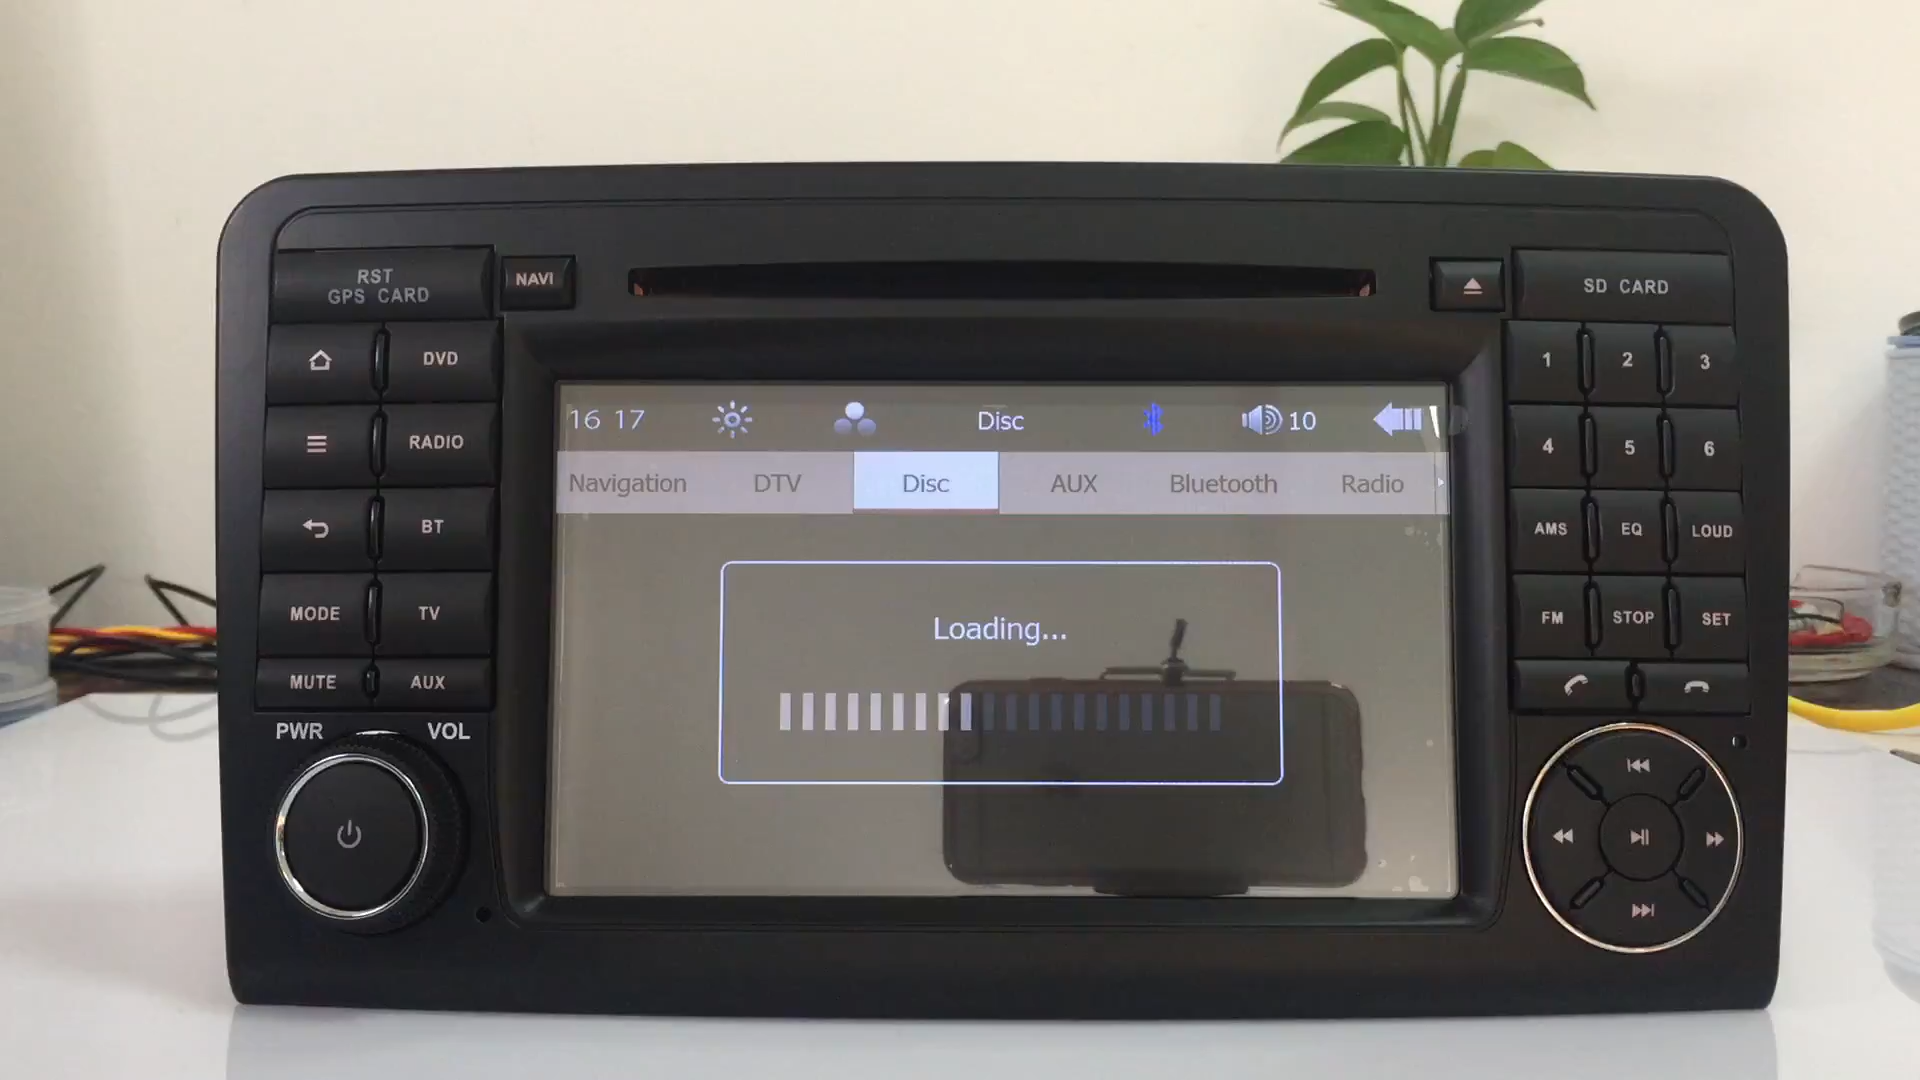 RST
GPS CARD
NAVI
SD CARD
DVD
RADIO
BT
MODE TV
MUTE AUX
PWR VOL
16 17 Disc 10
Navigation DTV Disc AUX Bluetooth Radio
Loading...
1 2 3
4 5 6
AMS EQ LOUD
FM STOP SET